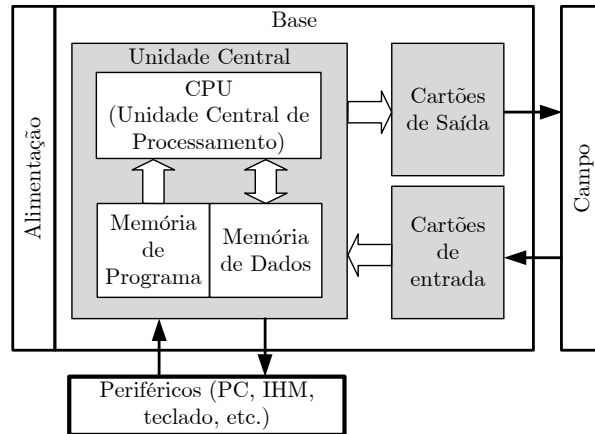 Base
Alimentação
Unidade Central
CPU
(Unidade Central de
Processamento)
Memória
de
Programa
Memória
de Dados
Cartões
de Saída
Cartões
de
entrada
Campo
Periféricos (PC, IHM,
teclado, etc.)